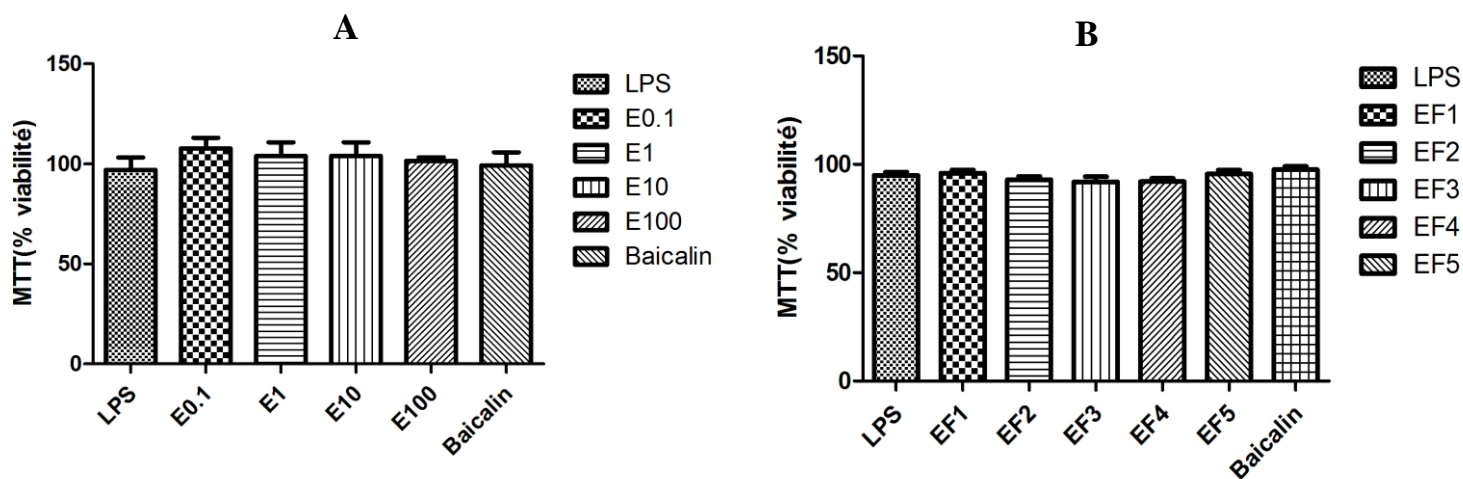 A
MTT(% viabilité)
150
100
50
0
LPS
E0.1
E1
E10
E100
Baicalin
LPS
E0.1
E1
E10
E100
Baicalin
B
MTT(% viabilité)
150
100
50
0
LPS
EF1
EF2
EF3
EF4
EF5
Baicalin
LPS
EF1
EF2
EF3
EF4
EF5